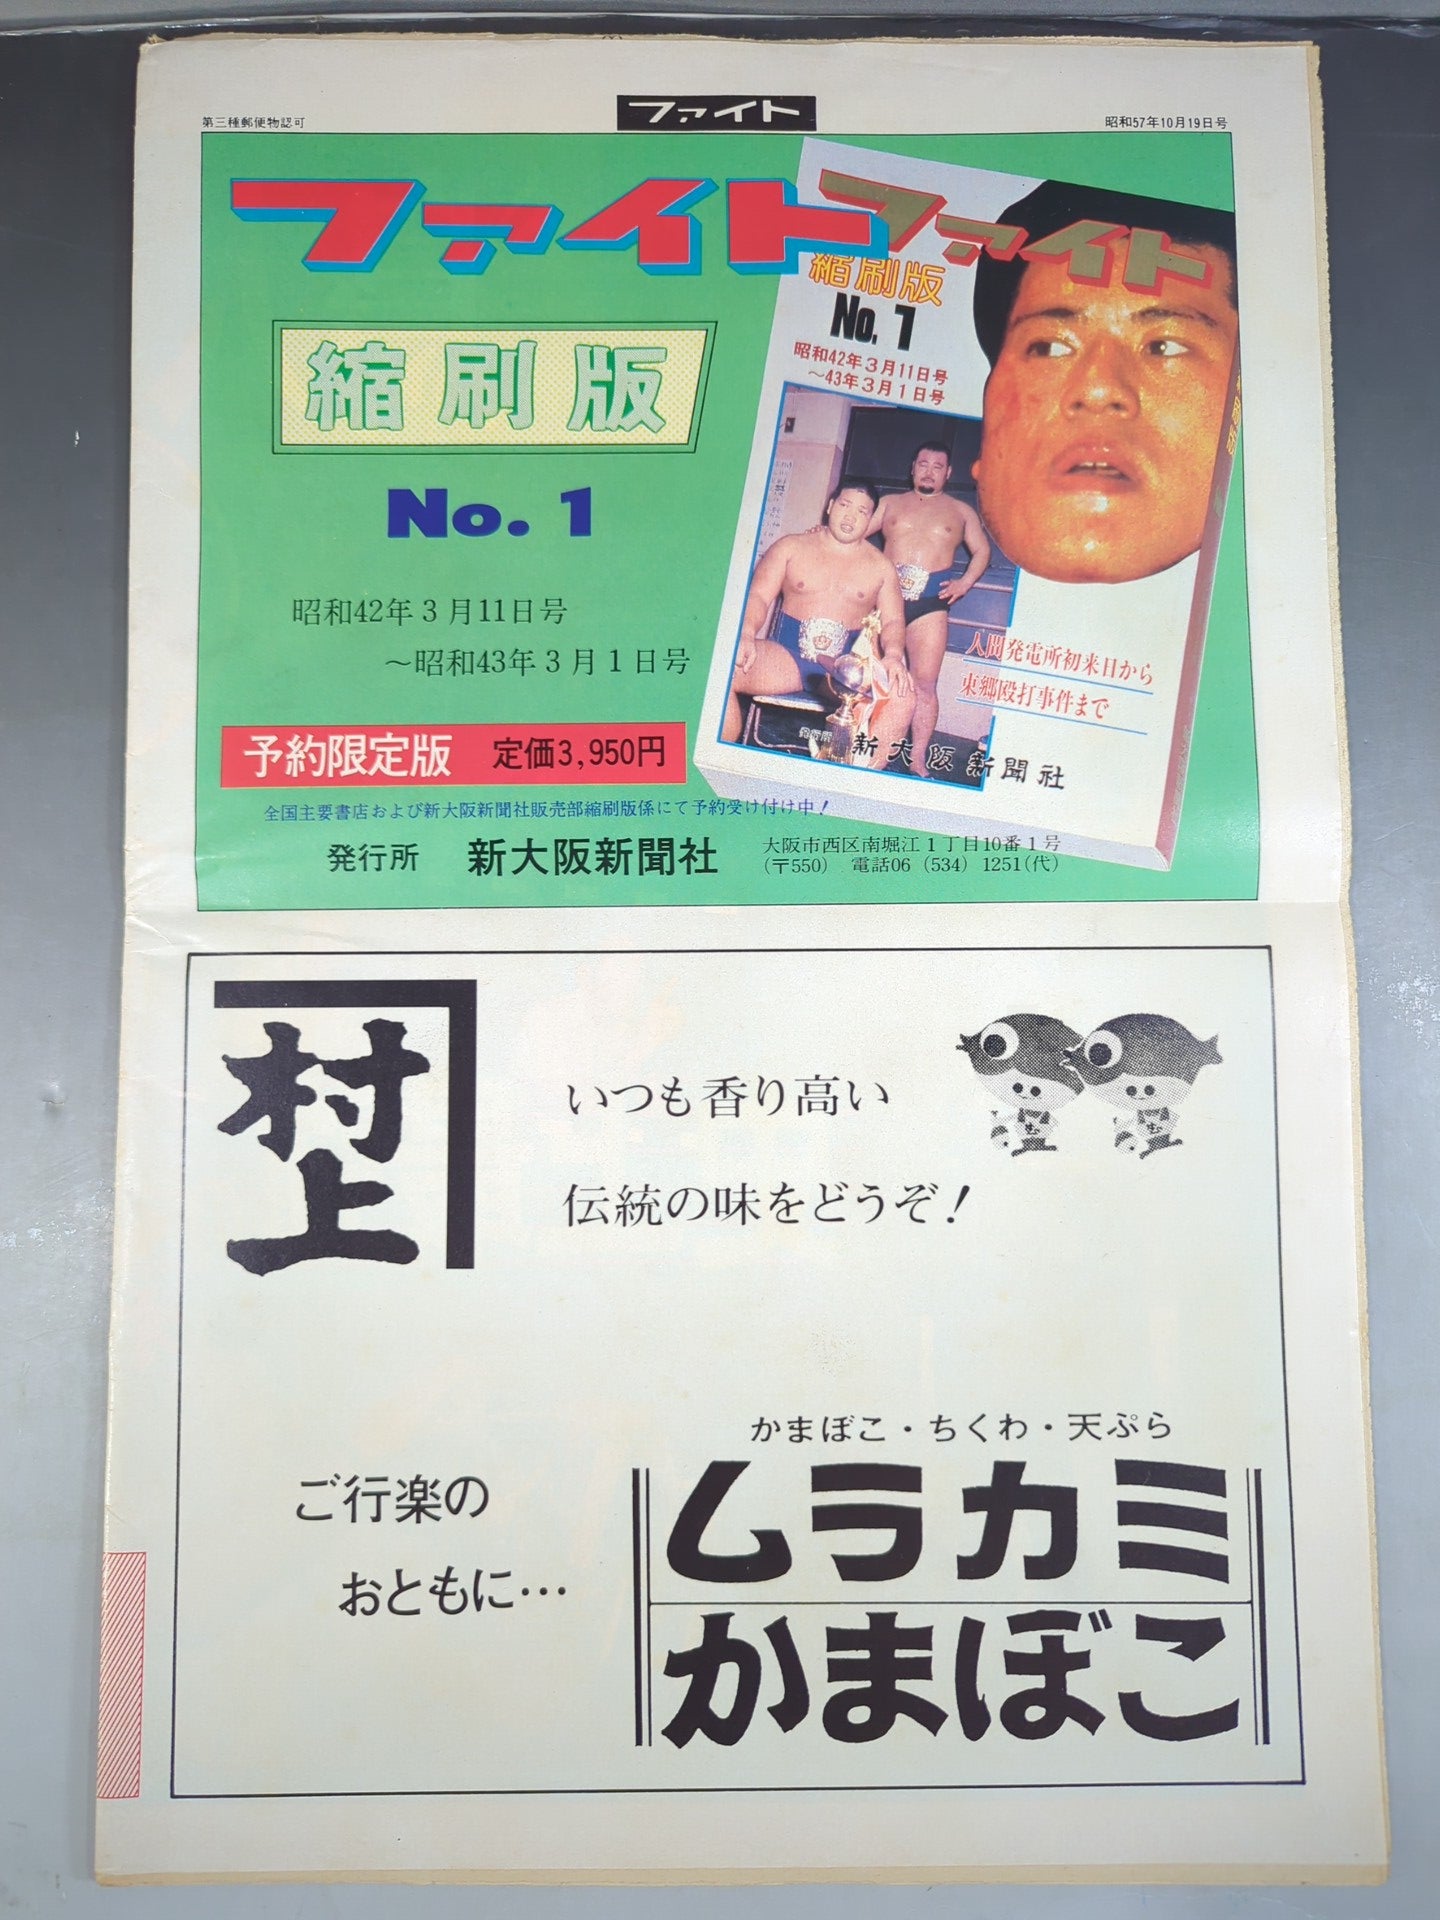 第三種郵便物認可
ファイト
昭和57年10月19日号
ファイト
縮刷版
No. 1
昭和42年3月11日号
～昭和43年3月1日号
予約限定版 定価3,950円
全国主要書店および新大阪新聞社販売部縮刷版係にて予約受け付け中！
発行所 新大阪新聞社
大阪市西区南堀江1丁目10番1号
(〒550) 電話06 (534) 1251(代)
ファイト
縮刷版
No. 1
昭和42年3月11日号
～43年3月1日号
人間発電所初来日から
東郷殴打事件まで
発行所 新大阪新聞社
村上
いつも香り高い
伝統の味をどうぞ！
ご行楽の
おともに…
かまぼこ・ちくわ・天ぷら
ムラカミ
かまぼこ